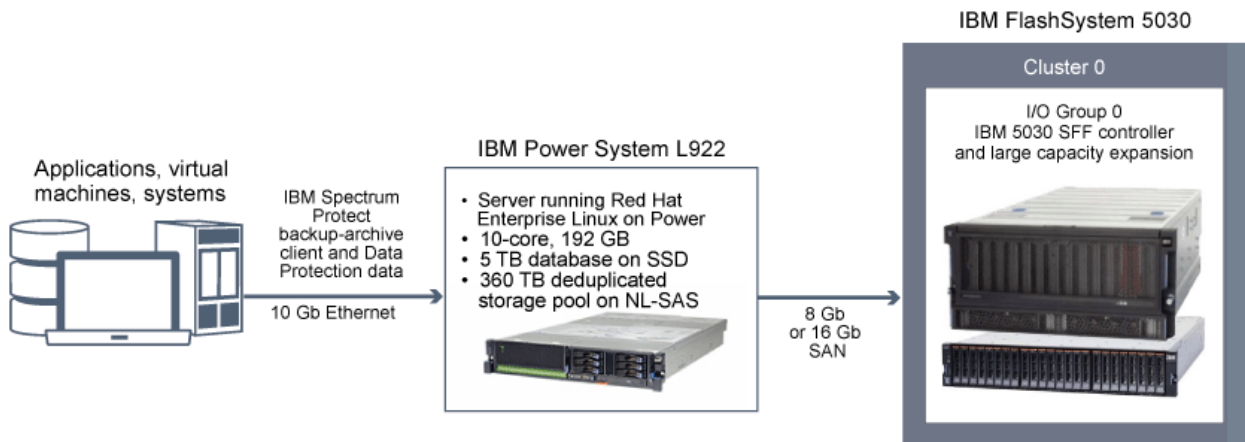 Applications, virtual
machines, systems
IBM Spectrum
Protect
backup-archive
client and Data
Protection data
10 Gb Ethernet
IBM Power System L922
• Server running Red Hat
Enterprise Linux on Power
• 10-core, 192 GB
• 5 TB database on SSD
• 360 TB deduplicated
storage pool on NL-SAS
8 Gb
or 16 Gb
SAN
IBM FlashSystem 5030
Cluster 0
I/O Group 0
IBM 5030 SFF controller
and large capacity expansion